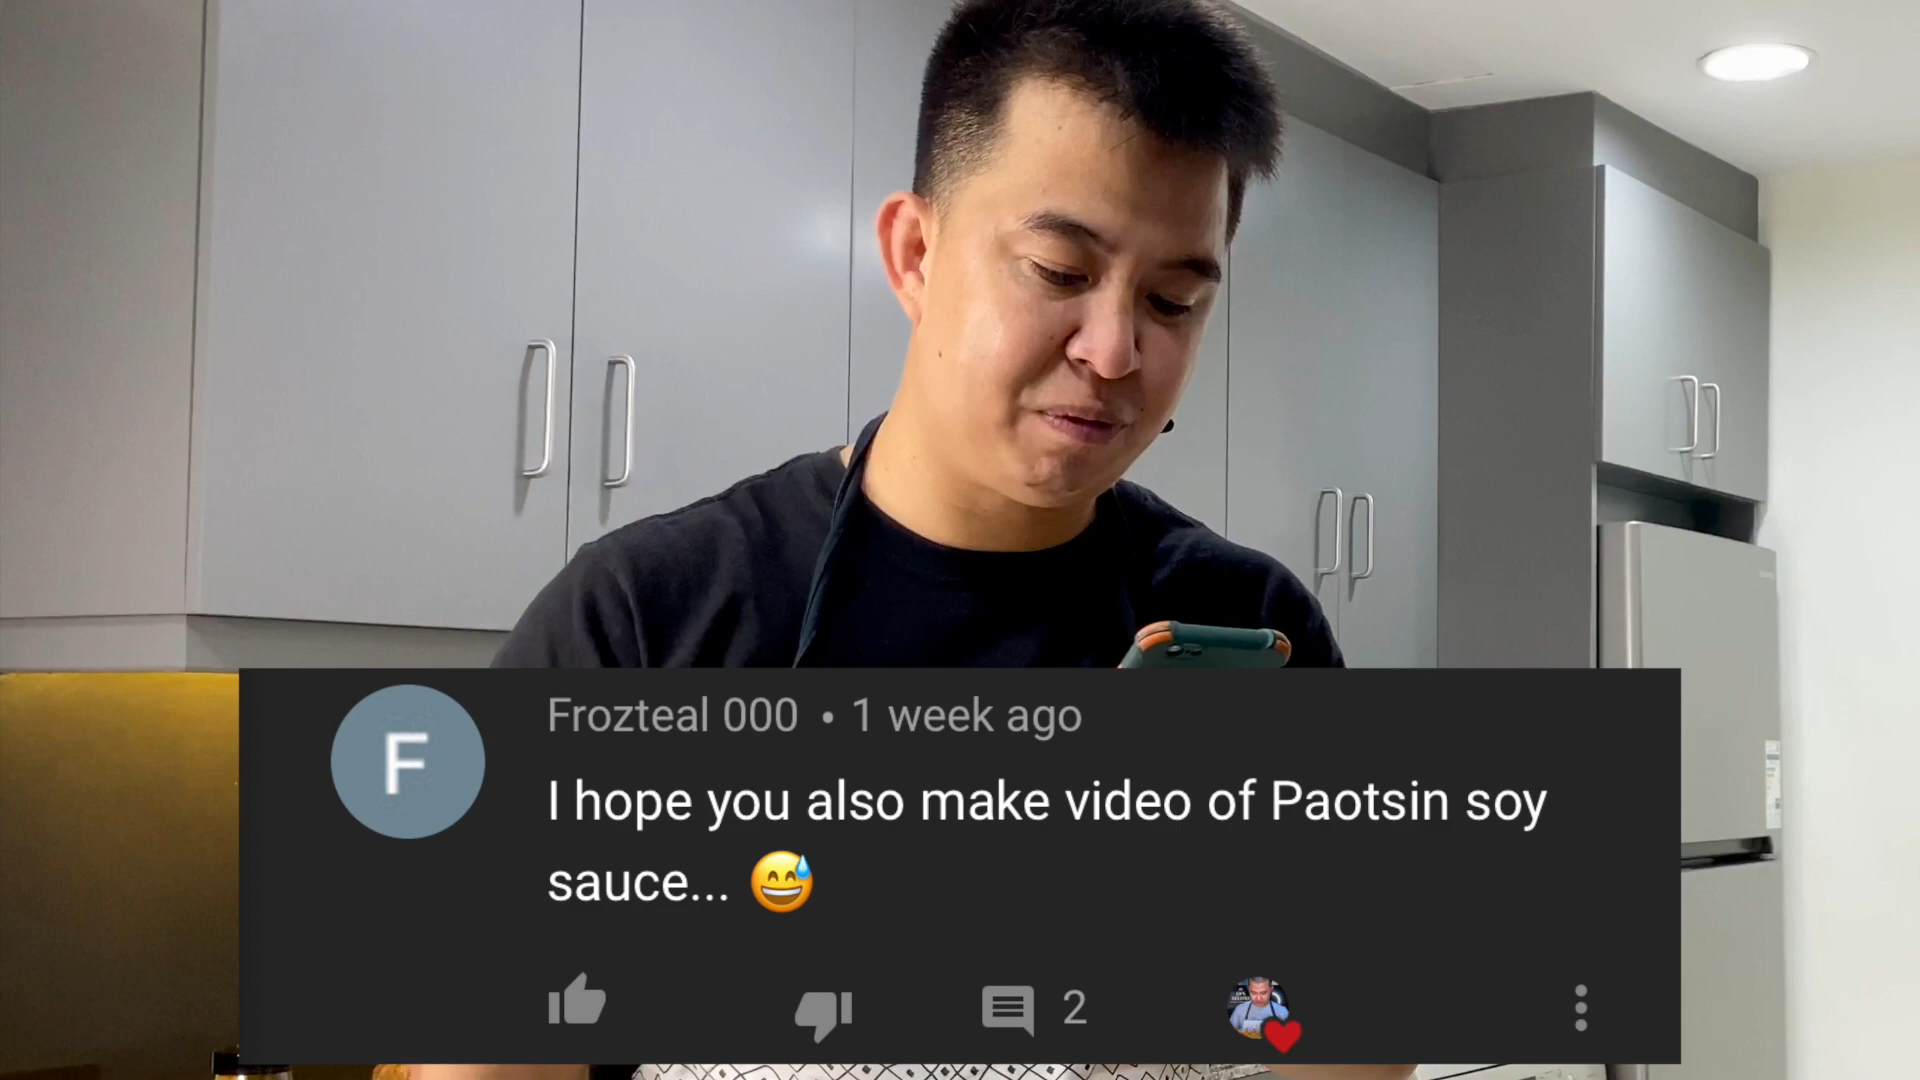 F
Frozteal 000 • 1 week ago
I hope you also make video of Paotsin soy
sauce... 😅
2